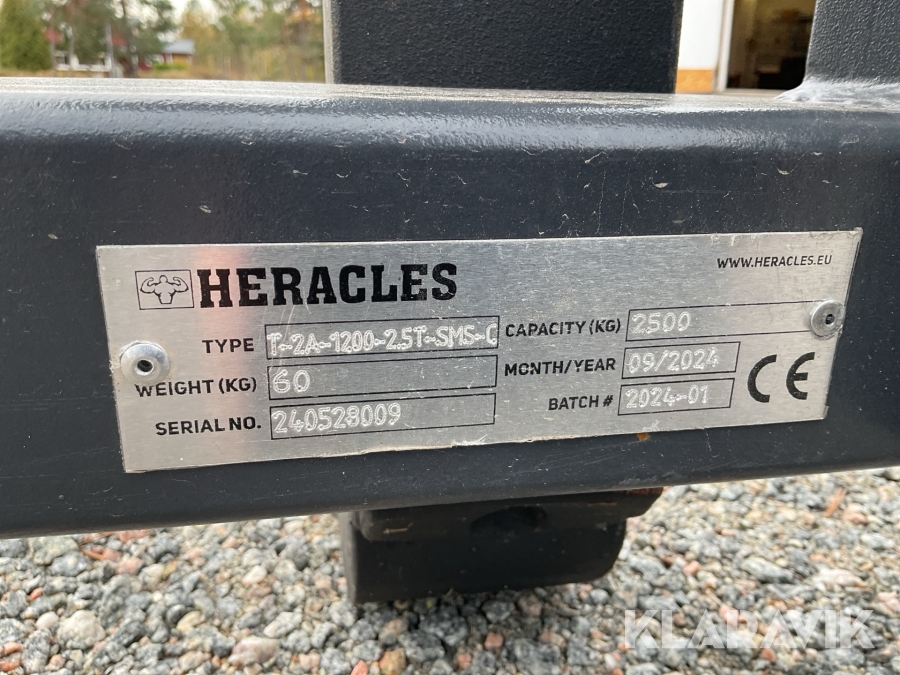 HERACLES
WWW.HERACLES.EU
TYPE T-2A-1200-2.5T-SMS-C CAPACITY (KG) 2500
WEIGHT (KG) 60 MONTH/YEAR 09/2024
SERIAL NO. 240528009 BATCH # 2024-01
CE
KLARAVIK